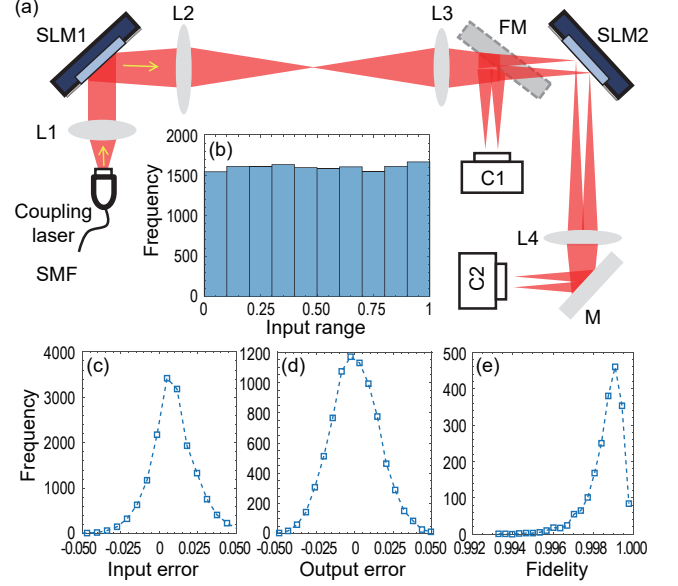 (a)
SLM1
L2
L3
FM
SLM2
L1
Coupling
laser
SMF
(b)
Frequency
2000
1500
1000
500
0
0 0.25 0.50 0.75 1
Input range
C1
L4
C2
M
(c)
Frequency
4000
3000
2000
1000
0
-0.050 -0.025 0 0.025 0.050
Input error
(d)
1200
1000
800
600
400
200
0
-0.050 -0.025 0 0.025 0.050
Output error
(e)
500
400
300
200
100
0
0.992 0.994 0.996 0.998 1.000
Fidelity